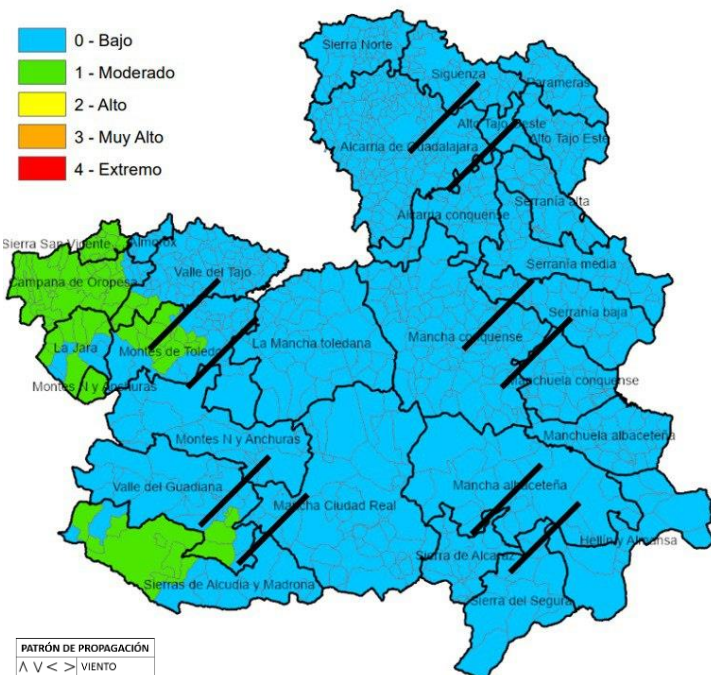 0 - Bajo
1 - Moderado
2 - Alto
3 - Muy Alto
4 - Extremo
Sierra Norte
Siguenza
Parameras
Alto Tajo Oeste
Alcarria de Guadalajara
Alto Tajo Este
Serranía alta
Alcarria conquense
Sierra San Vicente
Almorox
Valle del Tajo
Serranía media
Campana de Oropesa
Serranía baja
La Jara
Montes de Toledo
La Mancha toledana
Mancha conquense
Montes N y Anchuras
Manchuela conquense
Montes N y Anchuras
Manchuela albaceteña
Valle del Guadiana
Mancha albaceteña
Mancha Ciudad Real
Hellín y Almansa
Sierra de Alcaraz
Sierras de Alcudia y Madrona
Sierra del Segura
PATRÓN DE PROPAGACIÓN
Λ V < > VIENTO